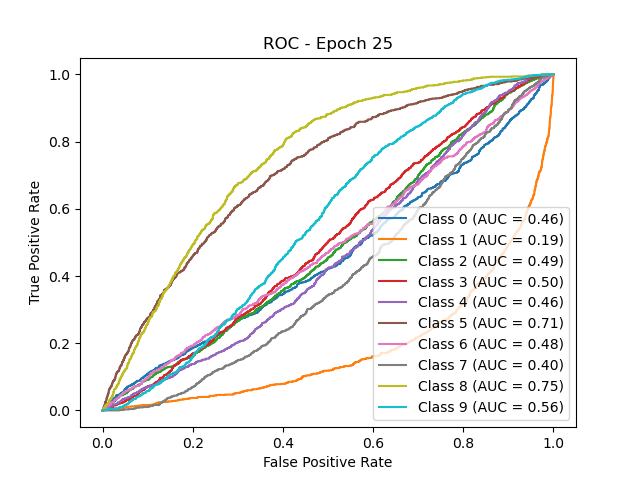 ROC - Epoch 25
True Positive Rate
1.0
0.8
0.6
0.4
0.2
0.0
Class 0 (AUC = 0.46)
Class 1 (AUC = 0.19)
Class 2 (AUC = 0.49)
Class 3 (AUC = 0.50)
Class 4 (AUC = 0.46)
Class 5 (AUC = 0.71)
Class 6 (AUC = 0.48)
Class 7 (AUC = 0.40)
Class 8 (AUC = 0.75)
Class 9 (AUC = 0.56)
0.0 0.2 0.4 0.6 0.8 1.0
False Positive Rate